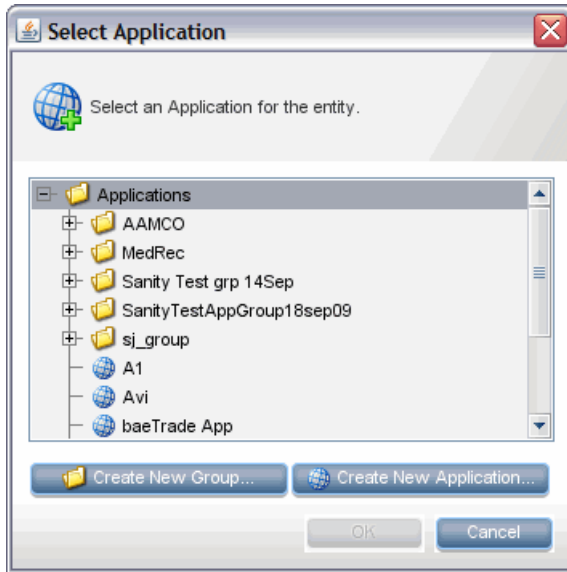 Select Application
Select an Application for the entity.
Applications
AAMCO
MedRec
Sanity Test grp 14Sep
SanityTestAppGroup18sep09
sj_group
A1
Avi
baeTrade App
Create New Group... Create New Application...
OK Cancel